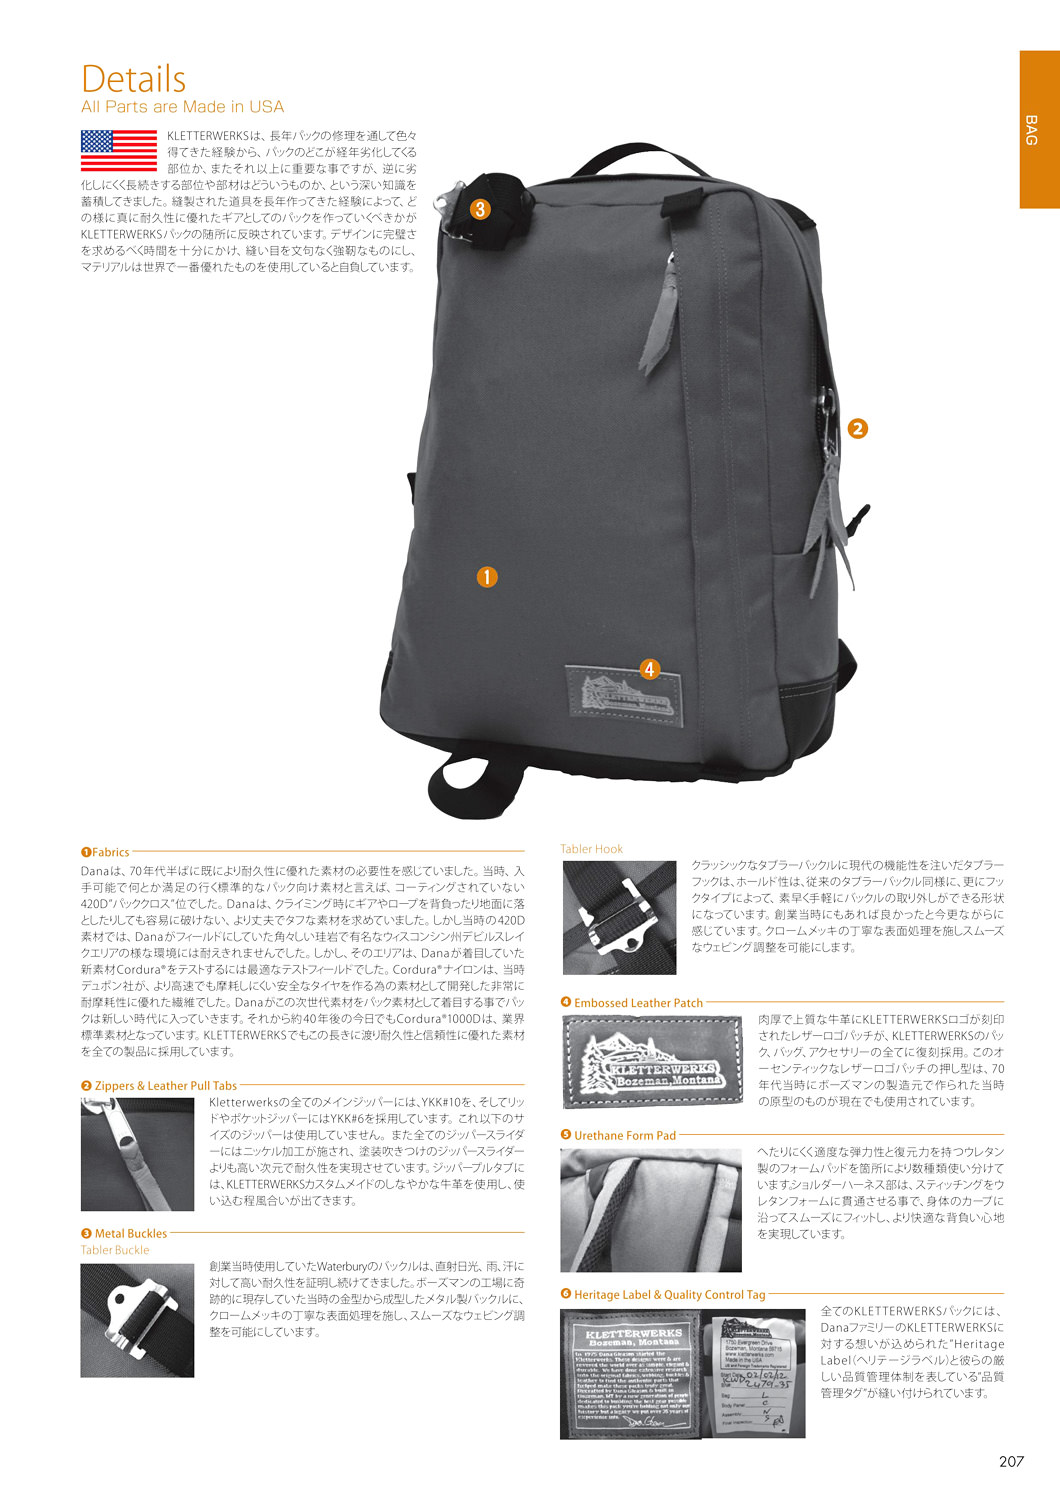 Details
All Parts are Made in USA
KLETTERWERKSは、長年パックの修理を通して色々
得てきた経験から、パックのどこが経年劣化してくる
部位か、またそれ以上に重要な事ですが、逆に劣
化しにくく長続きする部位や部材はどういうものか、という深い知識を
蓄積してきました。縫製された道具を長年作ってきた経験によって、ど
の様に真に耐久性に優れたギアとしてのパックを作っていくべきかが
KLETTERWERKSパックの随所に反映されています。デザインに完璧さ
を求めるべく時間を十分にかけ、縫い目を文句なく強靭なものにし、
マテリアルは世界で一番優れたものを使用していると自負しています。
BAG
3
2
1
4
KLETTERWERKS
Bozeman, Montana
1 Fabrics
Danaは、70年代半ばに既により耐久性に優れた素材の必要性を感じていました。当時、入
手可能で何とか満足の行く標準的なパック向け素材と言えば、コーティングされていない
420D"パッククロス"位でした。Danaは、クライミング時にギアやロープを背負ったり地面に落
としたりしても容易に破けない、より丈夫でタフな素材を求めていました。しかし当時の420D
素材では、Danaがフィールドにしていた角々しい珪岩で有名なウィスコンシン州デビルスレイ
クエリアの様な環境には耐えきれませんでした。しかし、そのエリアは、Danaが着目していた
新素材Cordura®をテストするには最適なテストフィールドでした。Cordura®ナイロンは、当時
デュポン社が、より高速でも摩耗しにくい安全なタイヤを作る為の素材として開発した非常に
耐摩耗性に優れた繊維でした。Danaがこの次世代素材をパック素材として着目する事でパッ
クは新しい時代に入っていきます。それから約40年後の今日でもCordura®1000Dは、業界
標準素材となっています。KLETTERWERKSでもこの長きに渡り耐久性と信頼性に優れた素材
を全ての製品に採用しています。
2 Zippers & Leather Pull Tabs
Kletterwerksの全てのメインジッパーには、YKK#10を、そしてリッ
ドやポケットジッパーにはYKK#6を採用しています。これ以下のサ
イズのジッパーは使用していません。また全てのジッパースライダ
ーにはニッケル加工が施され、塗装吹きつけのジッパースライダー
よりも高い次元で耐久性を実現させています。ジッパープルタブに
は、KLETTERWERKSカスタムメイドのしなやかな牛革を使用し、使
い込む程風合いが出てきます。
3 Metal Buckles
Tabler Buckle
創業当時使用していたWaterburyのバックルは、直射日光、雨、汗に
対して高い耐久性を証明し続けてきました。ボーズマンの工場に奇
跡的に現存していた当時の金型から成型したメタル製バックルに、
クロームメッキの丁寧な表面処理を施し、スムーズなウェビング調
整を可能にしています。
Tabler Hook
クラッシックなタブラーバックルに現代の機能性を注いだタブラー
フックは、ホールド性は、従来のタブラーバックル同様に、更にフッ
クタイプによって、素早く手軽にバックルの取り外しができる形状
になっています。創業当時にもあれば良かったと今更ながらに
感じています。クロームメッキの丁寧な表面処理を施しスムーズ
なウェビング調整を可能にします。
4 Embossed Leather Patch
KLETTERWERKS
Bozeman, Montana
肉厚で上質な牛革にKLETTERWERKSロゴが刻印
されたレザーロゴパッチが、KLETTERWERKSのパッ
ク、バッグ、アクセサリーの全てに復刻採用。このオ
ーセンティックなレザーロゴパッチの押し型は、70
年代当時にボーズマンの製造元で作られた当時
の原型のものが現在でも使用されています。
5 Urethane Form Pad
へたりにくく適度な弾力性と復元力を持つウレタン
製のフォームパッドを箇所により数種類使い分けて
います。ショルダーハーネス部は、スティッチングをウ
レタンフォームに貫通させる事で、身体のカーブに
沿ってスムーズにフィットし、より快適な背負い心地
を実現しています。
6 Heritage Label & Quality Control Tag
KLETTERWERKS
Bozeman, Montana
In 1975 Dana Gleason started the
Kletterwerks. These designs were & are
1750 Evergreen Drive
Bozeman, Montana 59715
www.kletterwerks.com
Made in the USA
全てのKLETTERWERKSパックには、
DanaファミリーのKLETTERWERKSに
対する想いが込められた"Heritage
Label(ヘリテージラベル)と彼らの厳
しい品質管理体制を表している"品質
管理タグ"が縫い付けられています。
207